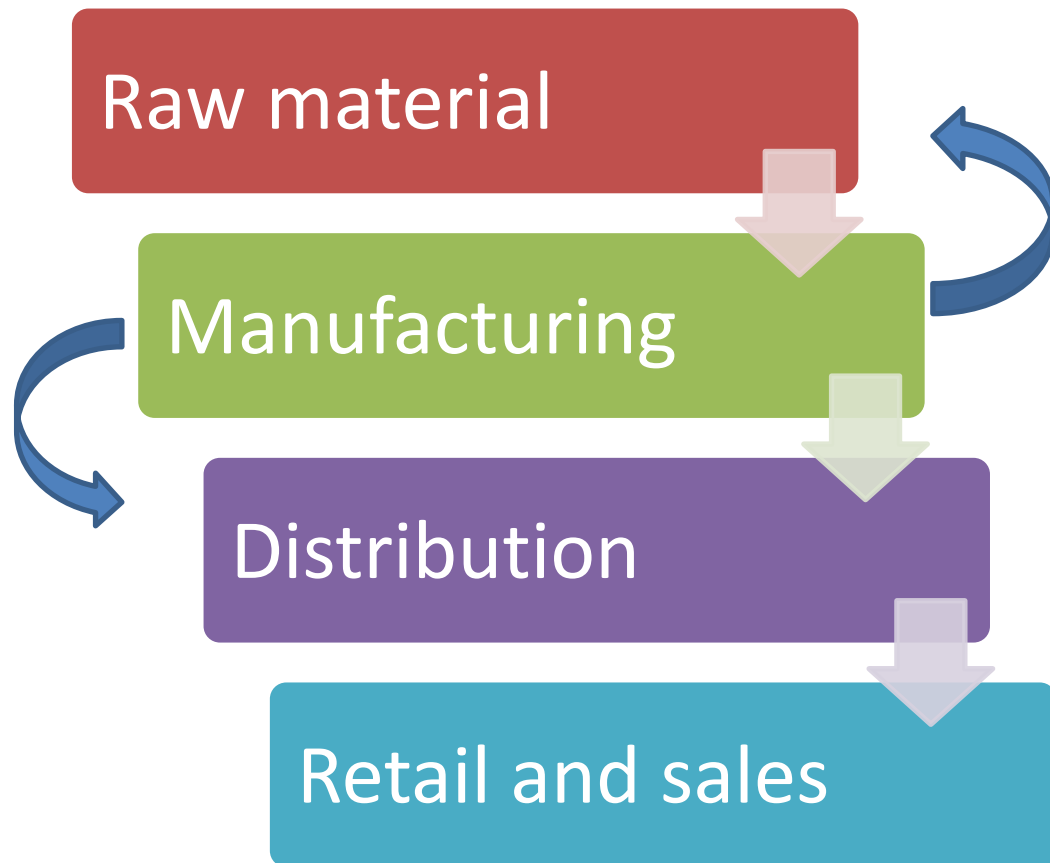 Raw material
Manufacturing
Distribution
Retail and sales